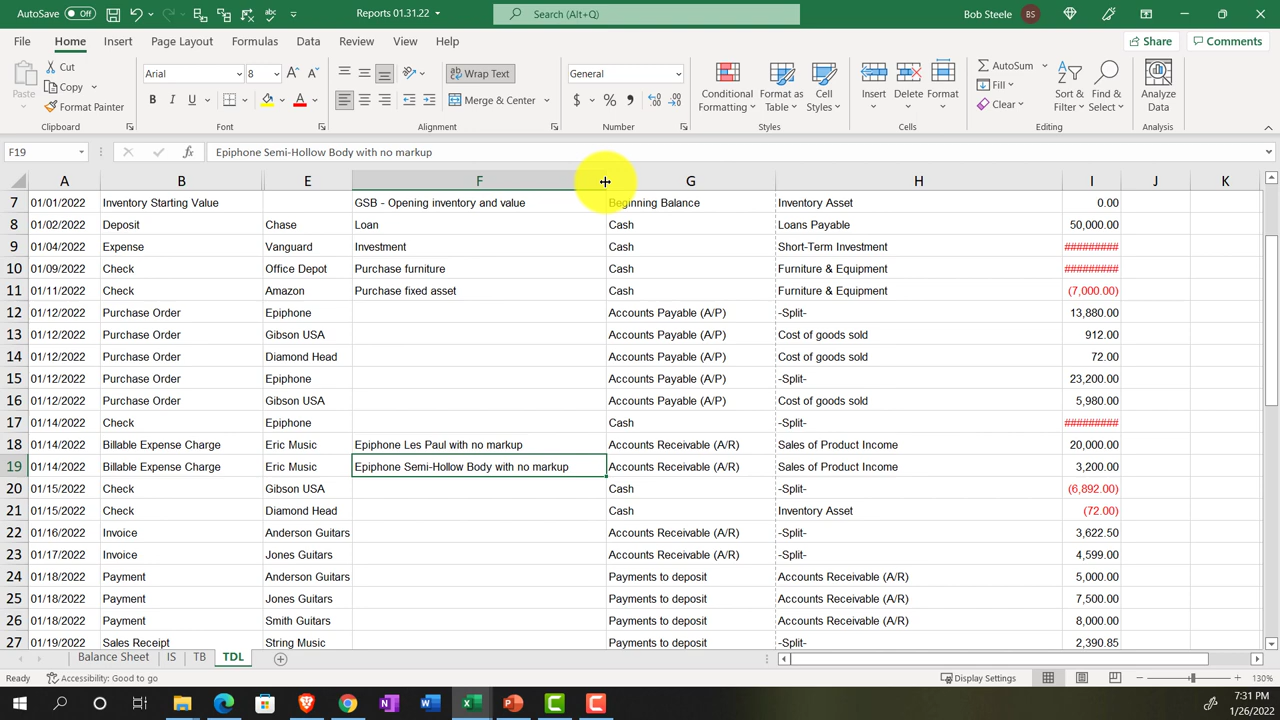 AutoSave Off Reports 01.31.22 Search (Alt+Q) Bob Steele BS
File Home Insert Page Layout Formulas Data Review View Help Share Comments
Paste Cut Copy Format Painter Clipboard
Arial 8 A A B I U A Font
ab Wrap Text Merge & Center Alignment
General $ % , Number
Conditional Formatting Format as Table Cell Styles Styles
Insert Delete Format Cells
AutoSum Fill Clear Sort & Filter Find & Select Editing
Analyze Data Analysis
F19 fx Epiphone Semi-Hollow Body with no markup
A B E F G H I J K
7 01/01/2022 Inventory Starting Value GSB - Opening inventory and value Beginning Balance Inventory Asset 0.00
8 01/02/2022 Deposit Chase Loan Cash Loans Payable 50,000.00
9 01/04/2022 Expense Vanguard Investment Cash Short-Term Investment #########
10 01/09/2022 Check Office Depot Purchase furniture Cash Furniture & Equipment #########
11 01/11/2022 Check Amazon Purchase fixed asset Cash Furniture & Equipment (7,000.00)
12 01/12/2022 Purchase Order Epiphone Accounts Payable (A/P) -Split- 13,880.00
13 01/12/2022 Purchase Order Gibson USA Accounts Payable (A/P) Cost of goods sold 912.00
14 01/12/2022 Purchase Order Diamond Head Accounts Payable (A/P) Cost of goods sold 72.00
15 01/12/2022 Purchase Order Epiphone Accounts Payable (A/P) -Split- 23,200.00
16 01/12/2022 Purchase Order Gibson USA Accounts Payable (A/P) Cost of goods sold 5,980.00
17 01/14/2022 Check Epiphone Cash -Split- #########
18 01/14/2022 Billable Expense Charge Eric Music Epiphone Les Paul with no markup Accounts Receivable (A/R) Sales of Product Income 20,000.00
19 01/14/2022 Billable Expense Charge Eric Music Epiphone Semi-Hollow Body with no markup Accounts Receivable (A/R) Sales of Product Income 3,200.00
20 01/15/2022 Check Gibson USA Cash -Split- (6,892.00)
21 01/15/2022 Check Diamond Head Cash Inventory Asset (72.00)
22 01/16/2022 Invoice Anderson Guitars Accounts Receivable (A/R) -Split- 3,622.50
23 01/17/2022 Invoice Jones Guitars Accounts Receivable (A/R) -Split- 4,599.00
24 01/18/2022 Payment Anderson Guitars Payments to deposit Accounts Receivable (A/R) 5,000.00
25 01/18/2022 Payment Jones Guitars Payments to deposit Accounts Receivable (A/R) 7,500.00
26 01/18/2022 Payment Smith Guitars Payments to deposit Accounts Receivable (A/R) 8,000.00
27 01/19/2022 Sales Receipt String Music Payments to deposit -Split- 2,390.85
Balance Sheet IS TB TDL
Ready Accessibility: Good to go Display Settings 130%
7:31 PM
1/26/2022